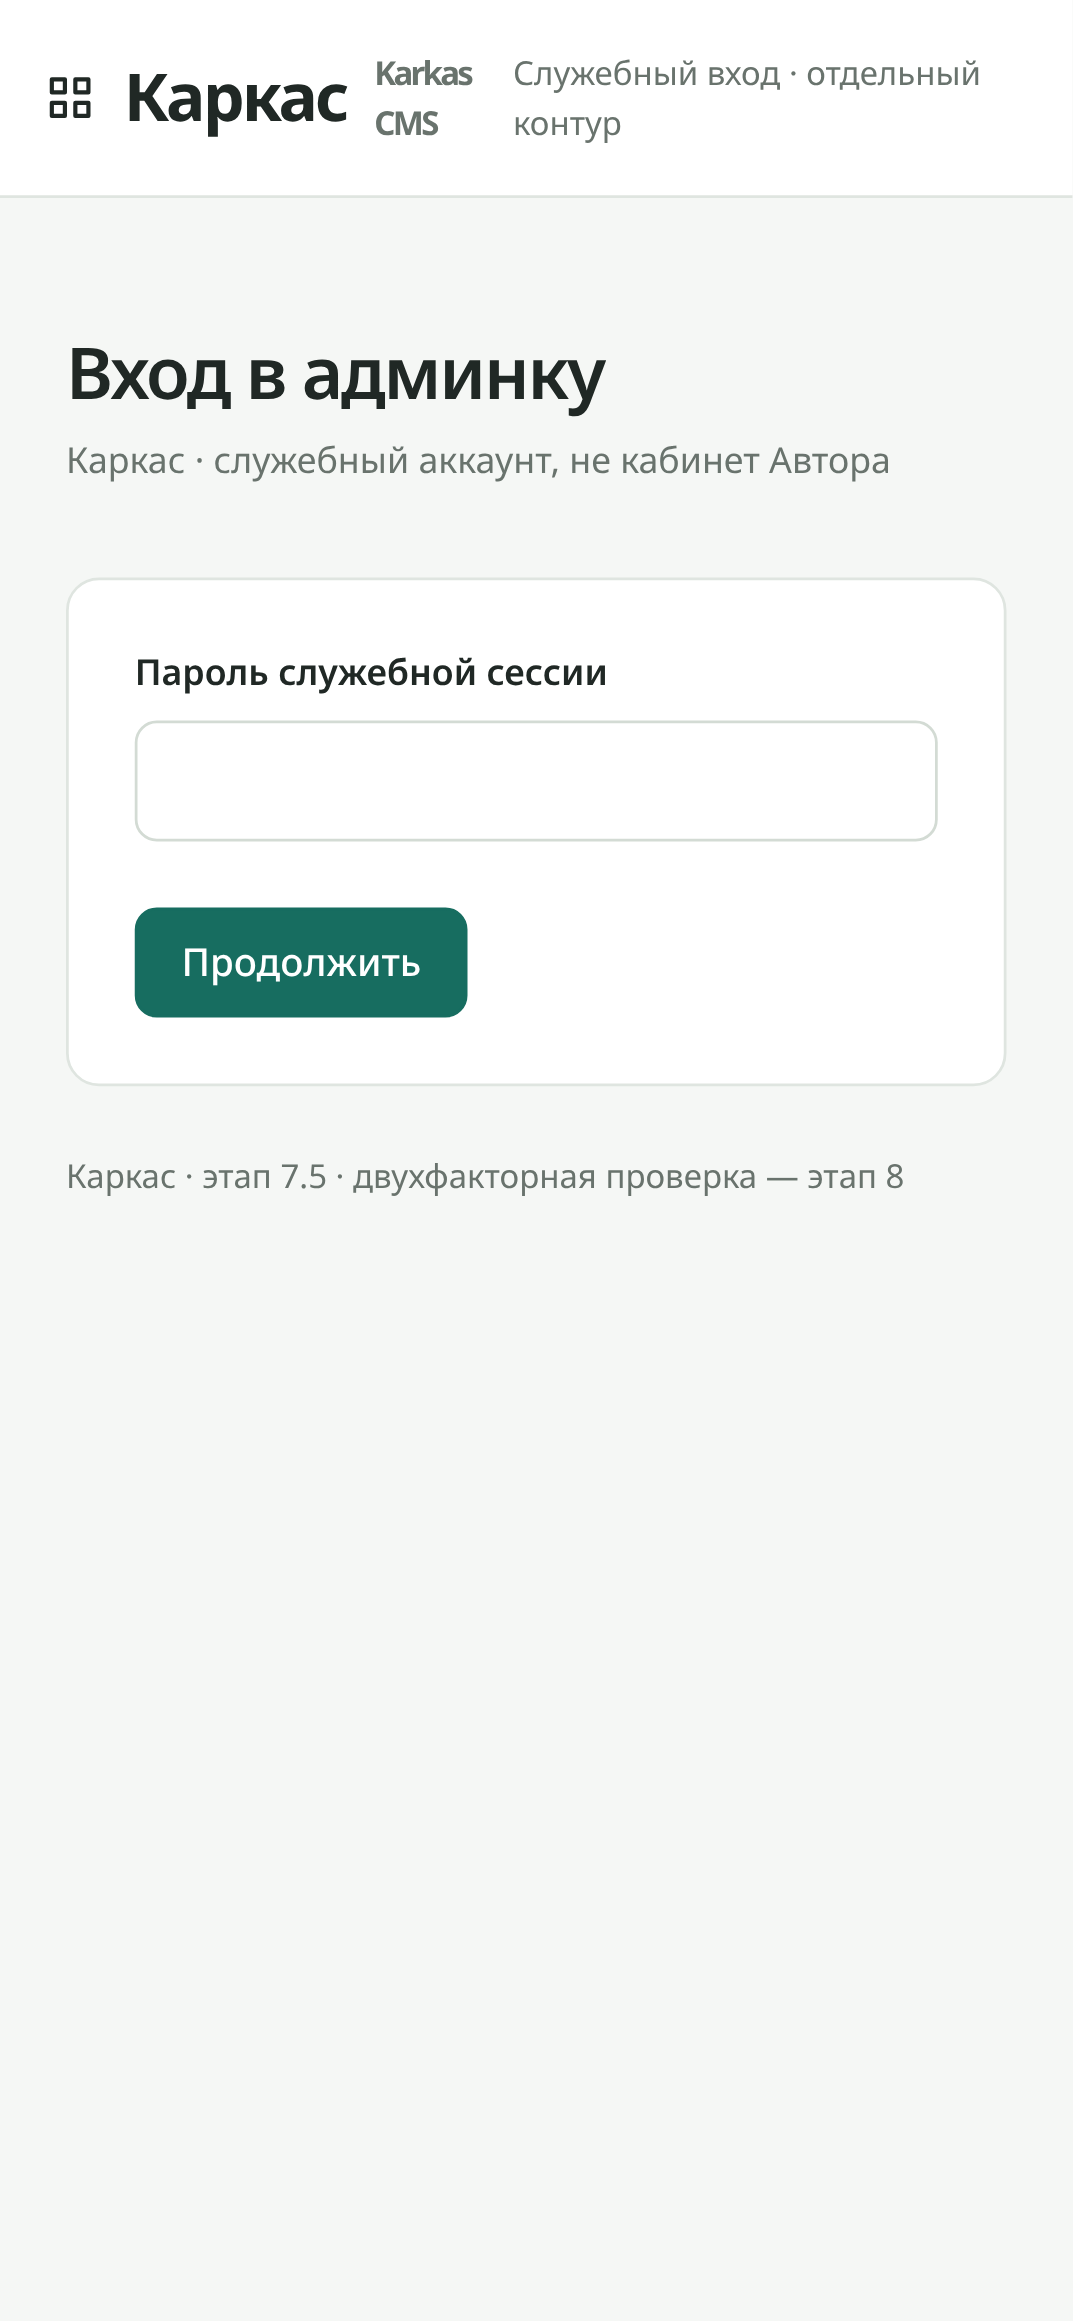 Каркас
Karkas
CMS
Служебный вход · отдельный
контур
Вход в админку
Каркас · служебный аккаунт, не кабинет Автора
Пароль служебной сессии
Продолжить
Каркас · этап 7.5 · двухфакторная проверка — этап 8